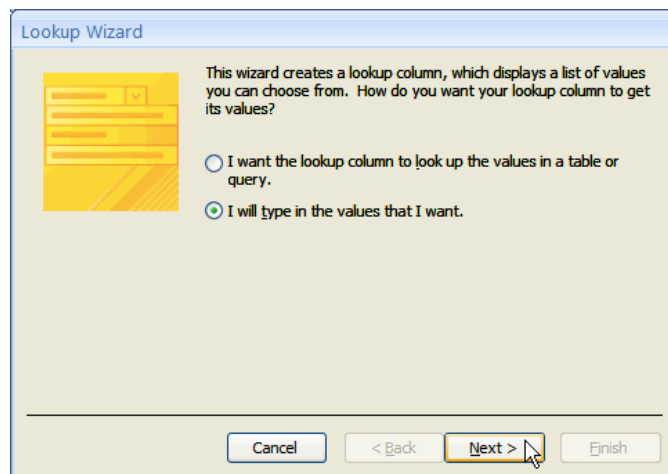 Lookup Wizard
This wizard creates a lookup column, which displays a list of values
you can choose from. How do you want your lookup column to get
its values?
I want the lookup column to look up the values in a table or
query.
I will type in the values that I want.
Cancel
< Back
Next >
Finish